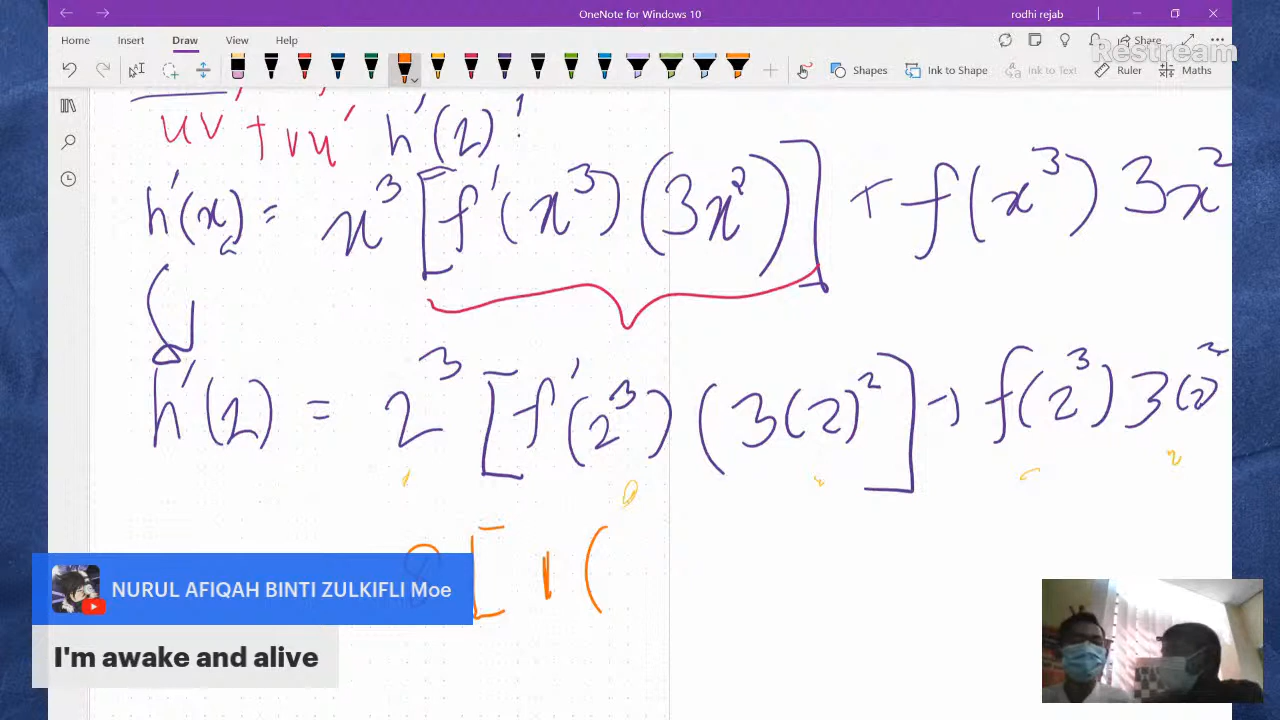 OneNote for Windows 10
rodhi rejab
Home Insert Draw View Help
Share
Restream
Shapes Ink to Shape Ink to Text Ruler Maths
uv' + vu' h'(2)!
h'(x) = x³ [f'(x³)(3x²)] + f(x³) 3x²
h'(2) = 2³ [f'(2³)(3(2)²] + f(2³) 3(2)²
8 [ 1 (
NURUL AFIQAH BINTI ZULKIFLI Moe
I'm awake and alive